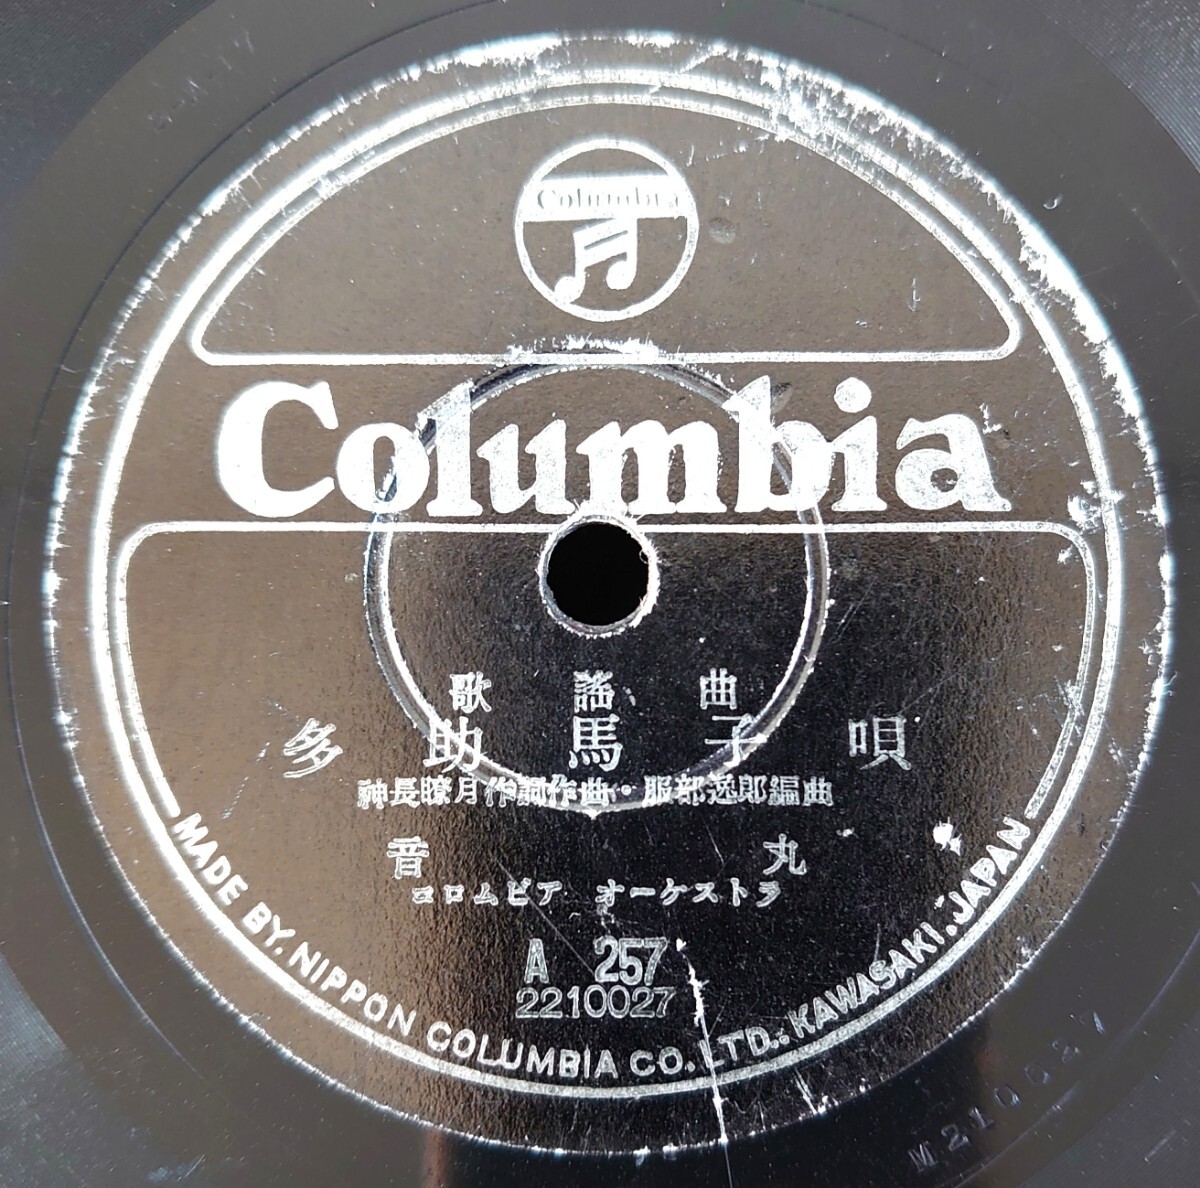 Columbia
Columbia
歌謡曲
多助馬子唄
神長瞭月作詞作曲・服部逸郎編曲
音丸
コロムビア オーケストラ
A 257
2210027
MADE BY. NIPPON COLUMBIA CO. LTD.: KAWASAKI. JAPAN
M210027